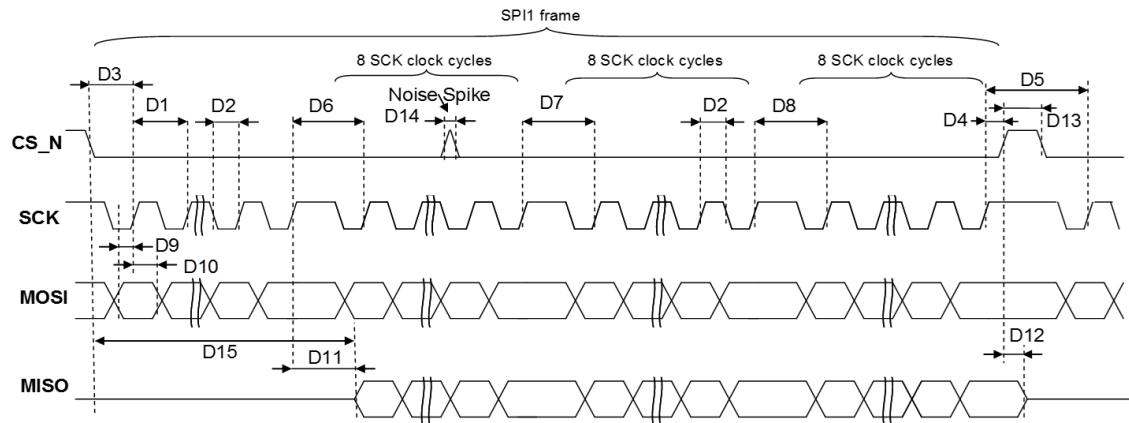 SPI1 frame
8 SCK clock cycles 8 SCK clock cycles 8 SCK clock cycles
D3 D5
Noise Spike
D1 D2 D6 D14 D7 D2 D8 D4 D13
CS_N
SCK
D9
D10
MOSI
D15 D11 D12
MISO